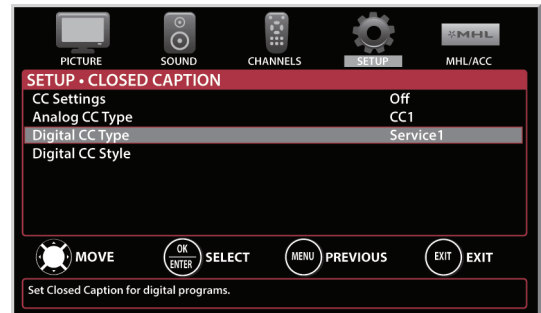 MHL
PICTURE SOUND CHANNELS SETUP MHL/ACC
SETUP • CLOSED CAPTION
CC Settings Off
Analog CC Type CC1
Digital CC Type Service1
Digital CC Style
MOVE OK ENTER SELECT MENU PREVIOUS EXIT EXIT
Set Closed Caption for digital programs.